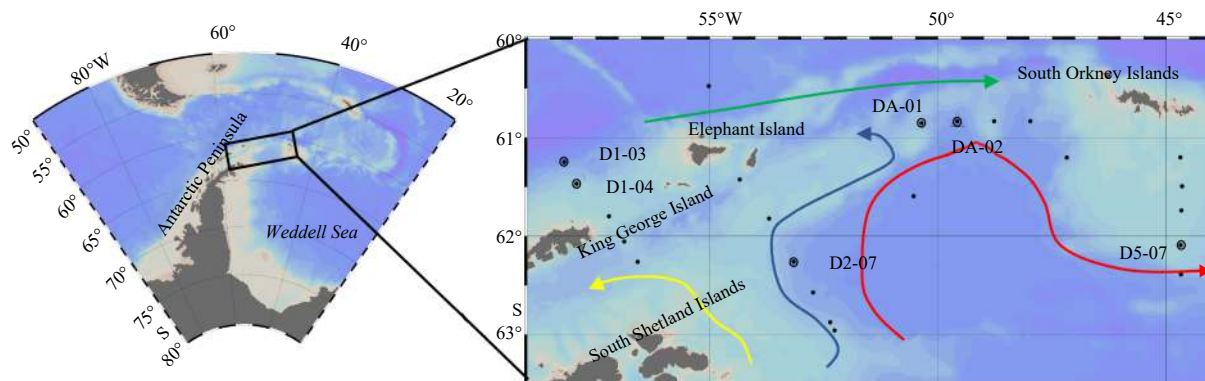 60°
40°
80°W
20°
50°
55°
60°
65°
70°
75°
S
80°
Antarctic Peninsula
Weddell Sea
55°W
50°
45°
60°
61°
62°
S
63°
South Orkney Islands
DA-01
Elephant Island
DA-02
D1-03
D1-04
King George Island
D5-07
D2-07
South Shetland Islands